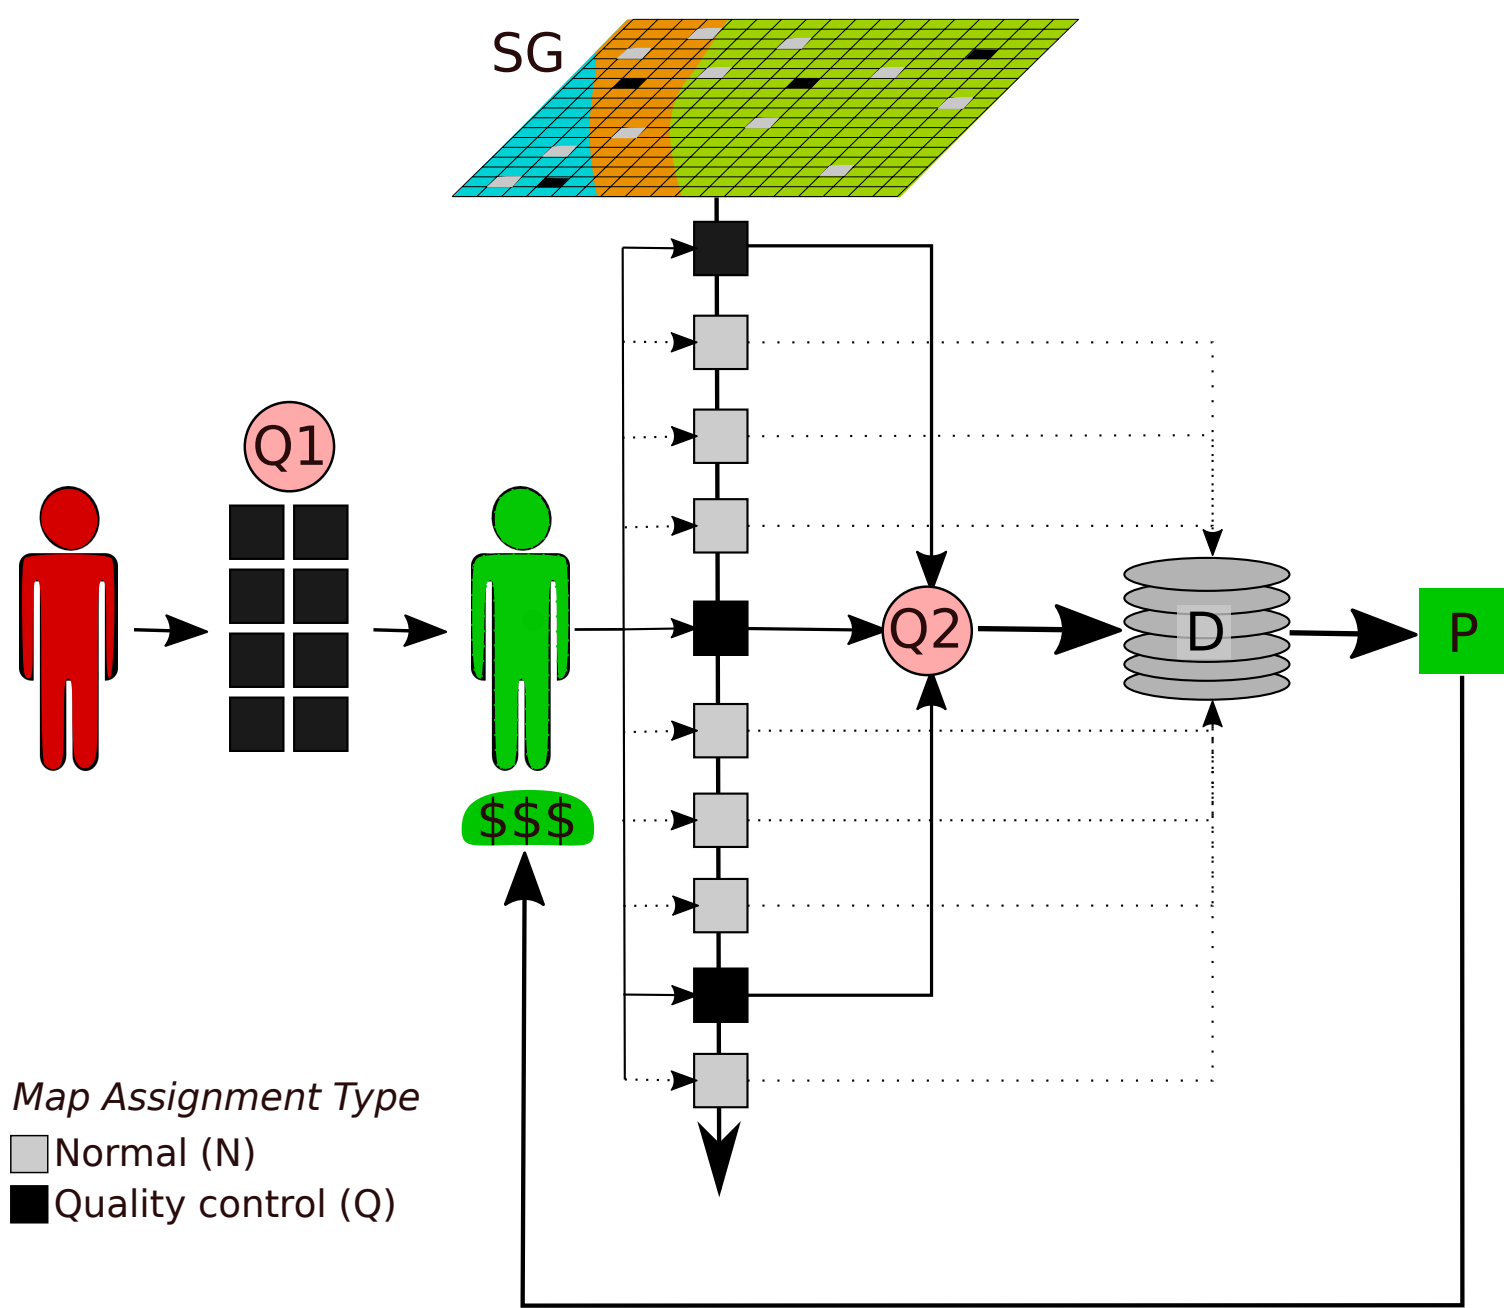 SG
Q1
Q2
D
P
$$$
Map Assignment Type
Normal (N)
Quality control (Q)